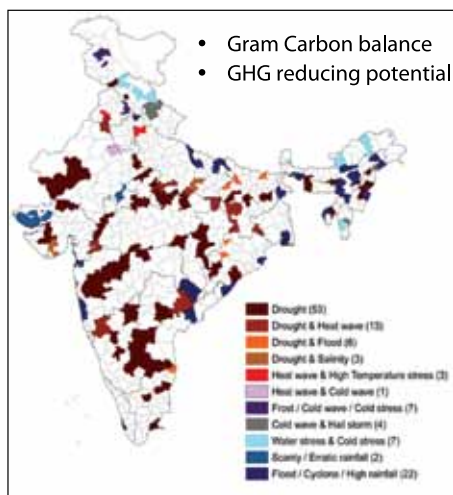 • Gram Carbon balance
• GHG reducing potential
Drought (53)
Drought & Heat wave (13)
Drought & Flood (6)
Drought & Salinity (3)
Heat wave & High Temperature stress (3)
Heat wave & Cold wave (1)
Frost / Cold wave / Cold stress (7)
Cold wave & Hail storm (4)
Water stress & Cold stress (7)
Scanty / Erratic rainfall (2)
Flood / Cyclone / High rainfall (22)